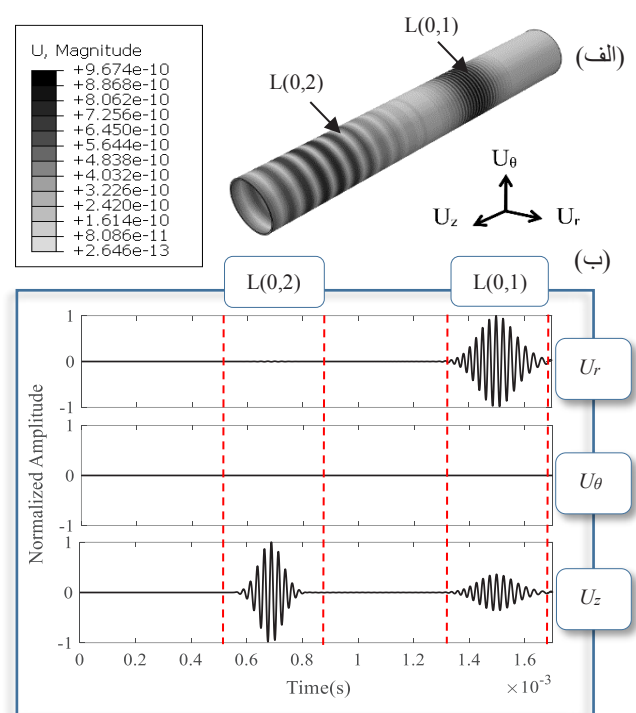 U, Magnitude
+9.674e-10
+8.868e-10
+8.062e-10
+7.256e-10
+6.450e-10
+5.644e-10
+4.838e-10
+4.032e-10
+3.226e-10
+2.420e-10
+1.614e-10
+8.086e-11
+2.646e-13
L(0,1)
(الف)
L(0,2)
Uθ
Uz
Ur
(ب)
L(0,2)
L(0,1)
1
0
-1
Ur
1
0
-1
Uθ
1
0
-1
Uz
Normalized Amplitude
0 0.2 0.4 0.6 0.8 1 1.2 1.4 1.6
Time(s)
×10⁻³